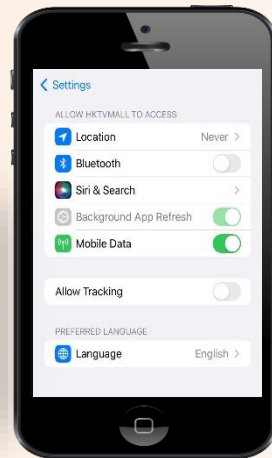 Settings
ALLOW HKTVMALL TO ACCESS
Location Never
Bluetooth
Siri & Search
Background App Refresh
Mobile Data
Allow Tracking
PREFERRED LANGUAGE
Language English